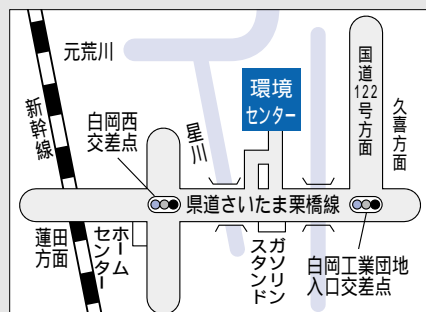 元荒川
新幹線
白岡西
交差点
星川
環境
センター
国道122号方面
久喜方面
県道さいたま栗橋線
蓮田
方面
ホーム
センター
ガソリン
スタンド
白岡工業団地
入口交差点